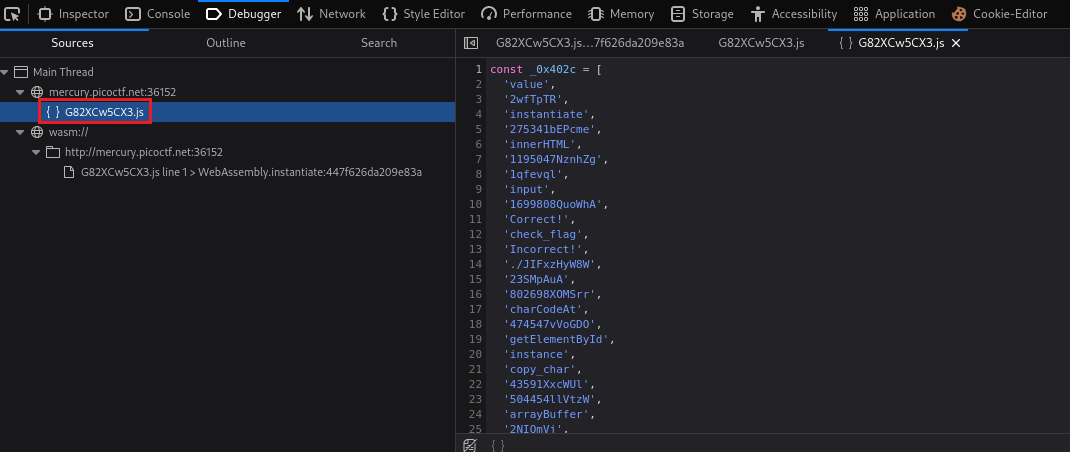 Inspector Console Debugger Network Style Editor Performance Memory Storage Accessibility Application Cookie-Editor
Sources Outline Search
G82XCw5CX3.js...7f626da209e83a G82XCw5CX3.js { } G82XCw5CX3.js
Main Thread
mercury.picoctf.net:36152
{ } G82XCw5CX3.js
wasm://
http://mercury.picoctf.net:36152
G82XCw5CX3.js line 1 > WebAssembly.instantiate:447f626da209e83a
1 const _0x402c = [
2 'value',
3 '2wfTpTR',
4 'instantiate',
5 '275341bEPcme',
6 'innerHTML',
7 '1195047NznhZg',
8 '1qfevql',
9 'input',
10 '1699808QuoWhA',
11 'Correct!',
12 'check_flag',
13 'Incorrect!',
14 './JIFxzHyW8W',
15 '23SMpAuA',
16 '802698XOMSrr',
17 'charCodeAt',
18 '474547vVoGDO',
19 'getElementById',
20 'instance',
21 'copy_char',
22 '43591XxcWUl',
23 '504454llVtzW',
24 'arrayBuffer',
25 '2NIQmVj',
{ }